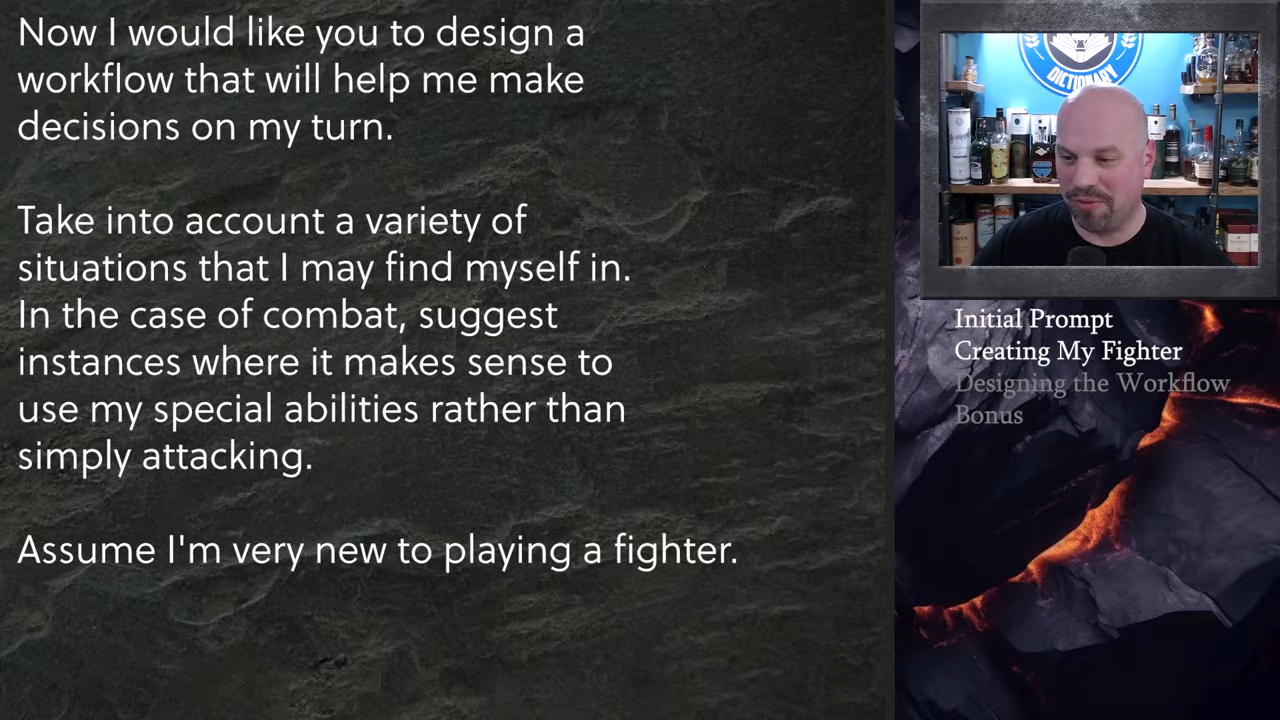 Now I would like you to design a
workflow that will help me make
decisions on my turn.
Take into account a variety of
situations that I may find myself in.
In the case of combat, suggest
instances where it makes sense to
use my special abilities rather than
simply attacking.
Assume I'm very new to playing a fighter.
DICTIONARY
Initial Prompt
Creating My Fighter
Designing the Workflow
Bonus